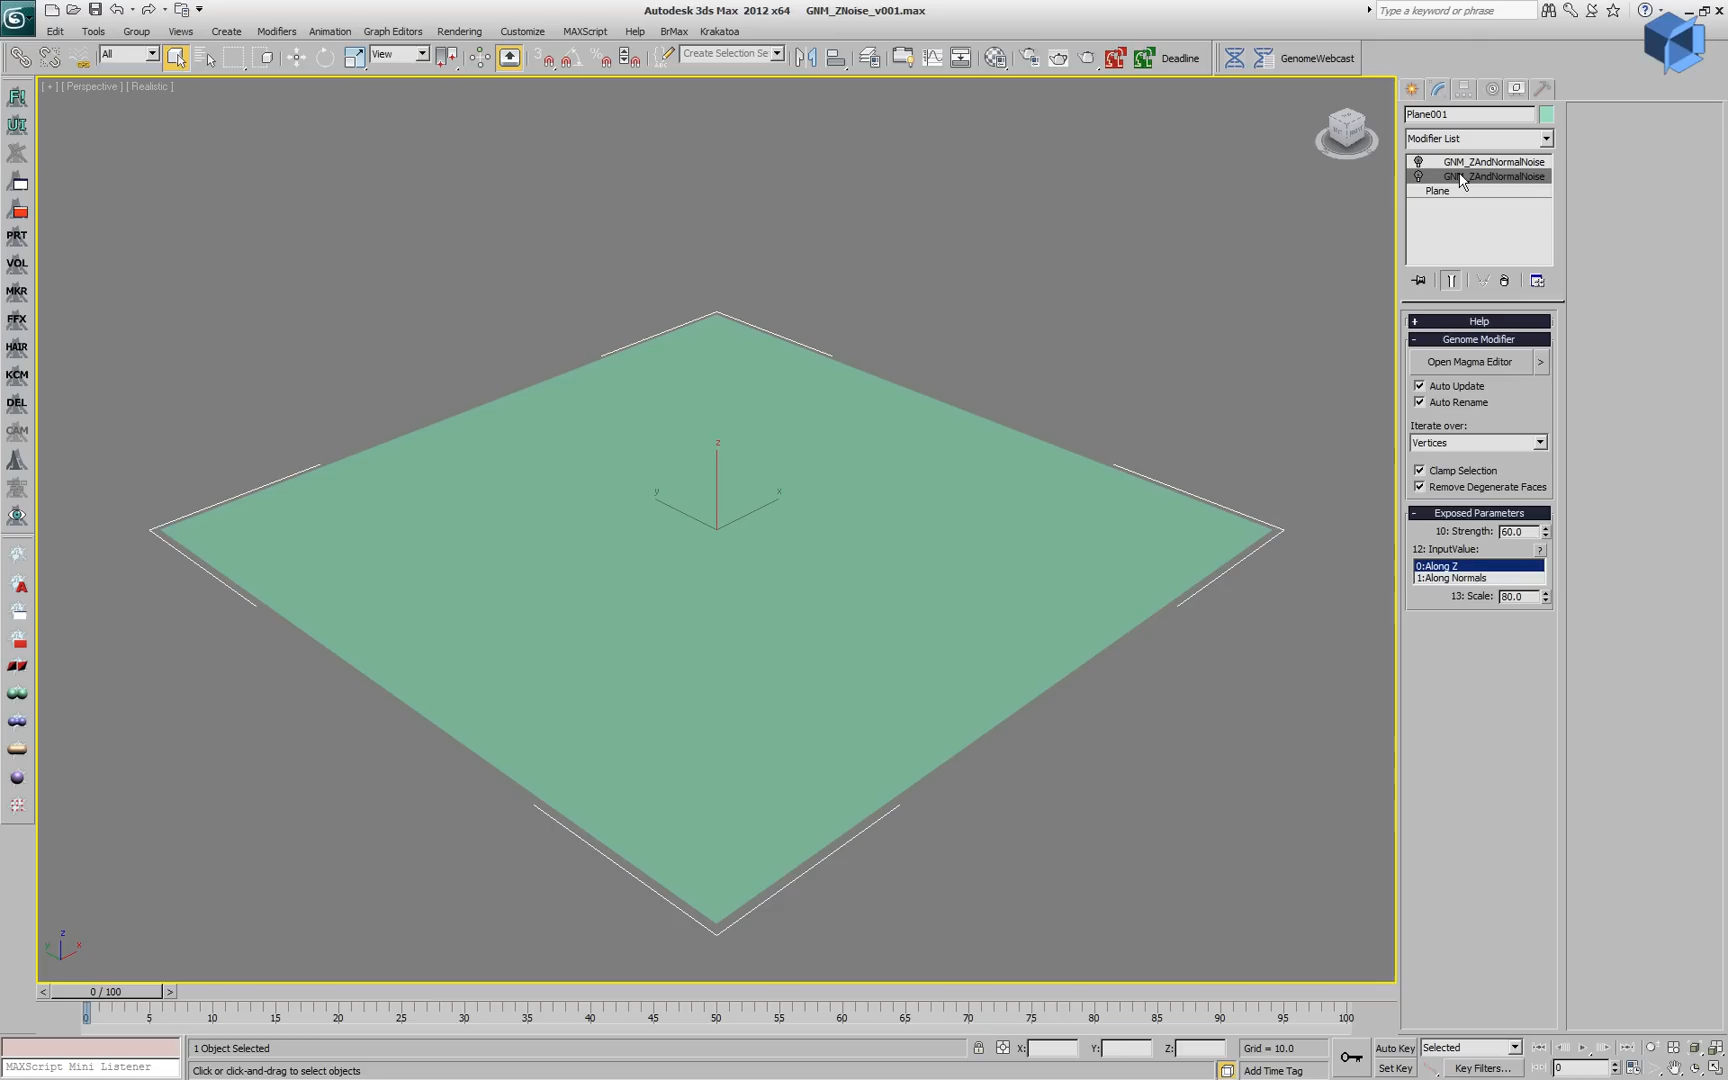 Autodesk 3ds Max 2012 x64 GNM_ZNoise_v001.max
Type a keyword or phrase
Edit Tools Group Views Create Modifiers Animation Graph Editors Rendering Customize MAXScript Help BrMax Krakatoa
All View Create Selection Se Deadline GenomeWebcast
[ + ] [ Perspective ] [ Realistic ]
F!
UI
PRT
VOL
MKR
FFX
HAIR
KCM
DEL
CAM
z
y
x
z
y
x
Plane001
Modifier List
GNM_ZAndNormalNoise
GNM_ZAndNormalNoise
Plane
+ Help
- Genome Modifier
Open Magma Editor >
Auto Update
Auto Rename
Iterate over:
Vertices
Clamp Selection
Remove Degenerate Faces
- Exposed Parameters
10: Strength: 60.0
12: InputValue: ?
0:Along Z
1:Along Normals
13: Scale: 80.0
< 0 / 100 >
0 5 10 15 20 25 30 35 40 45 50 55 60 65 70 75 80 85 90 95 100
1 Object Selected X: Y: Z: Grid = 10.0 Auto Key Selected
MAXScript Mini Listener Click or click-and-drag to select objects Add Time Tag Set Key Key Filters... 0